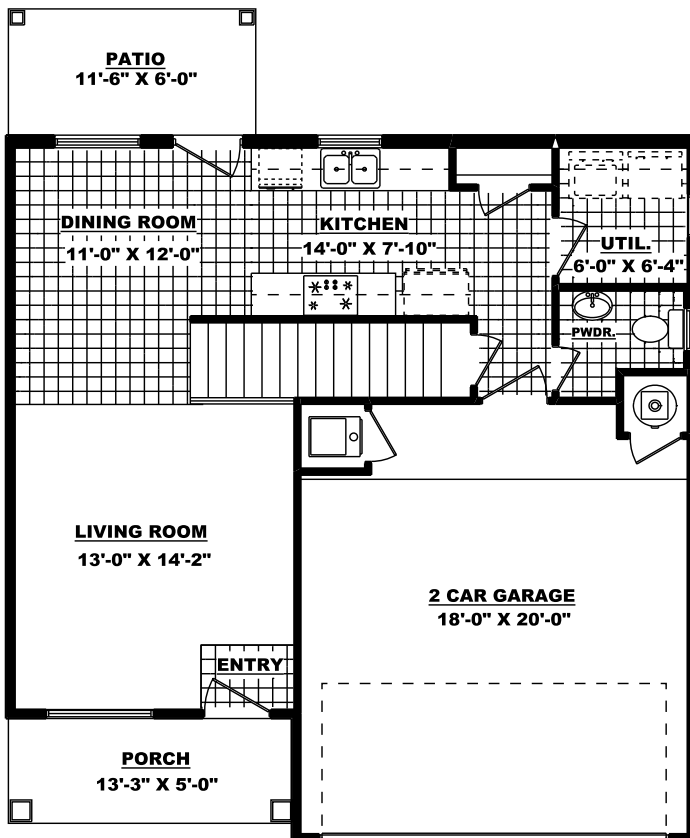 PATIO
11'-6" X 6'-0"
DINING ROOM
11'-0" X 12'-0"
KITCHEN
14'-0" X 7'-10"
UTIL.
6'-0" X 6'-4"
PWDR.
LIVING ROOM
13'-0" X 14'-2"
2 CAR GARAGE
18'-0" X 20'-0"
ENTRY
PORCH
13'-3" X 5'-0"